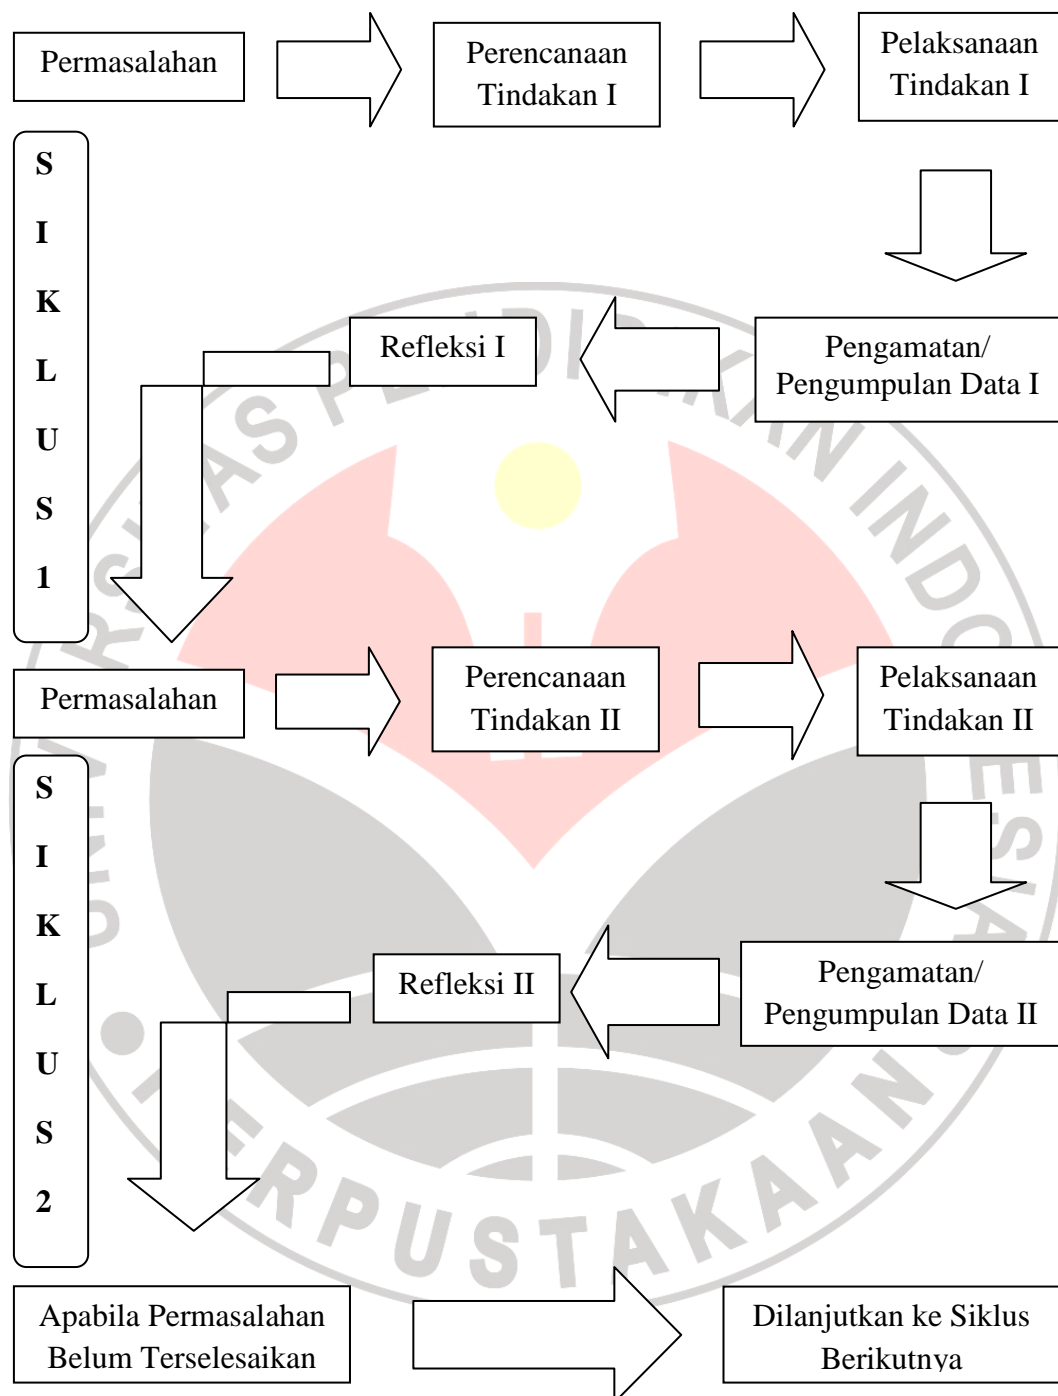 Permasalahan
Perencanaan
Tindakan I
Pelaksanaan
Tindakan I
S
I
K
L
U
S
1
Refleksi I
Pengamatan/
Pengumpulan Data I
Permasalahan
Perencanaan
Tindakan II
Pelaksanaan
Tindakan II
S
I
K
L
U
S
2
Refleksi II
Pengamatan/
Pengumpulan Data II
Apabila Permasalahan
Belum Terselesaikan
Dilanjutkan ke Siklus
Berikutnya
PERPUSTAKAAN